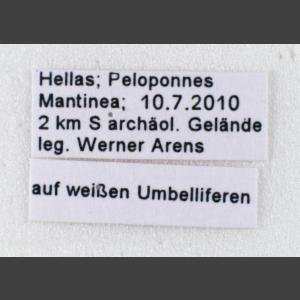 Hellas; Peloponnes
Mantinea;  10.7.2010
2 km S archäol. Gelände
leg. Werner Arens
auf weißen Umbelliferen